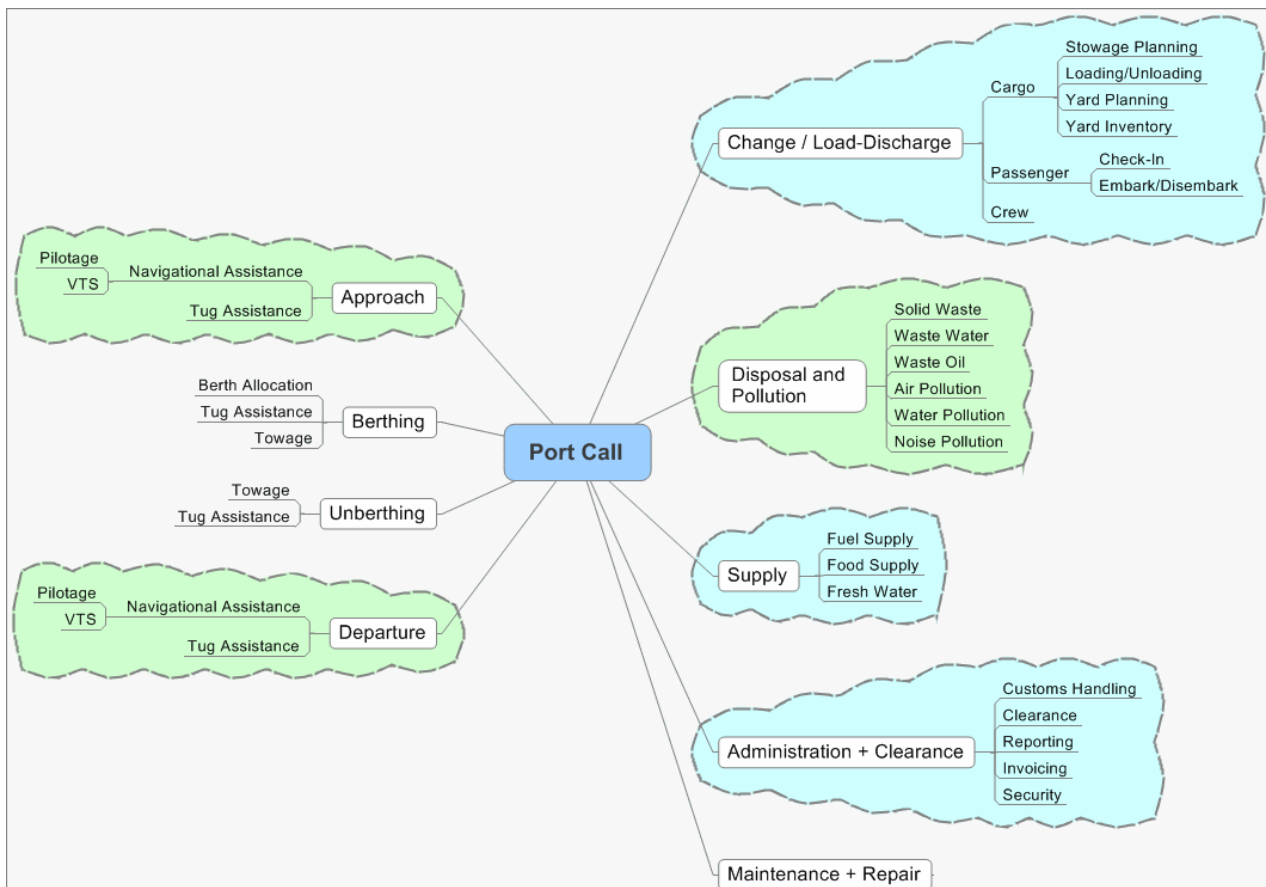 Port Call
Approach
Navigational Assistance
Pilotage
VTS
Tug Assistance
Berthing
Berth Allocation
Tug Assistance
Towage
Unberthing
Towage
Tug Assistance
Departure
Navigational Assistance
Pilotage
VTS
Tug Assistance
Change / Load-Discharge
Cargo
Stowage Planning
Loading/Unloading
Yard Planning
Yard Inventory
Passenger
Check-In
Embark/Disembark
Crew
Disposal and
Pollution
Solid Waste
Waste Water
Waste Oil
Air Pollution
Water Pollution
Noise Pollution
Supply
Fuel Supply
Food Supply
Fresh Water
Administration + Clearance
Customs Handling
Clearance
Reporting
Invoicing
Security
Maintenance + Repair